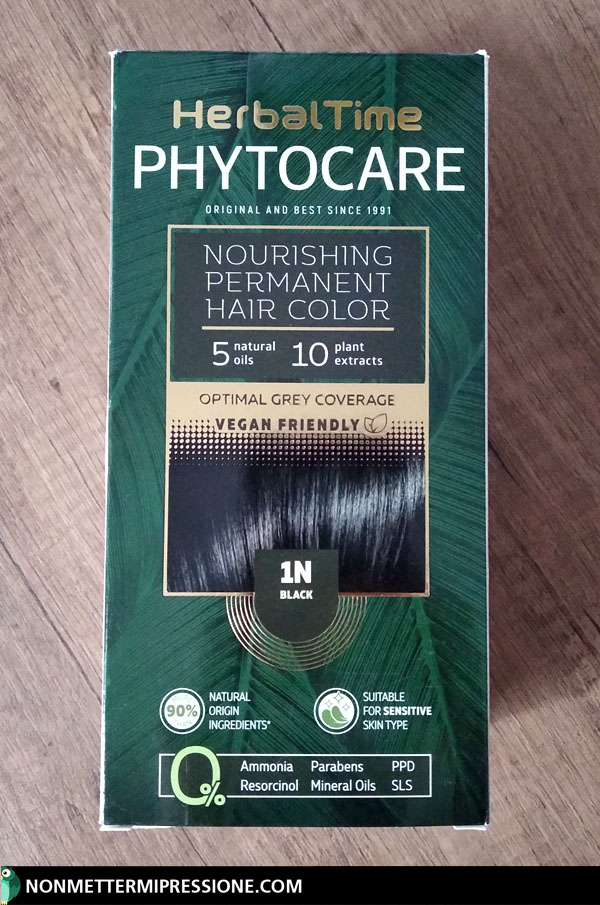 HerbalTime
PHYTOCARE
ORIGINAL AND BEST SINCE 1991
NOURISHING
PERMANENT
HAIR COLOR
5 natural oils 10 plant extracts
OPTIMAL GREY COVERAGE
VEGAN FRIENDLY
1N
BLACK
90%
NATURAL
ORIGIN
INGREDIENTS*
SUITABLE
FOR SENSITIVE
SKIN TYPE
0%
Ammonia Parabens PPD
Resorcinol Mineral Oils SLS
NONMETTERMIPRESSIONE.COM